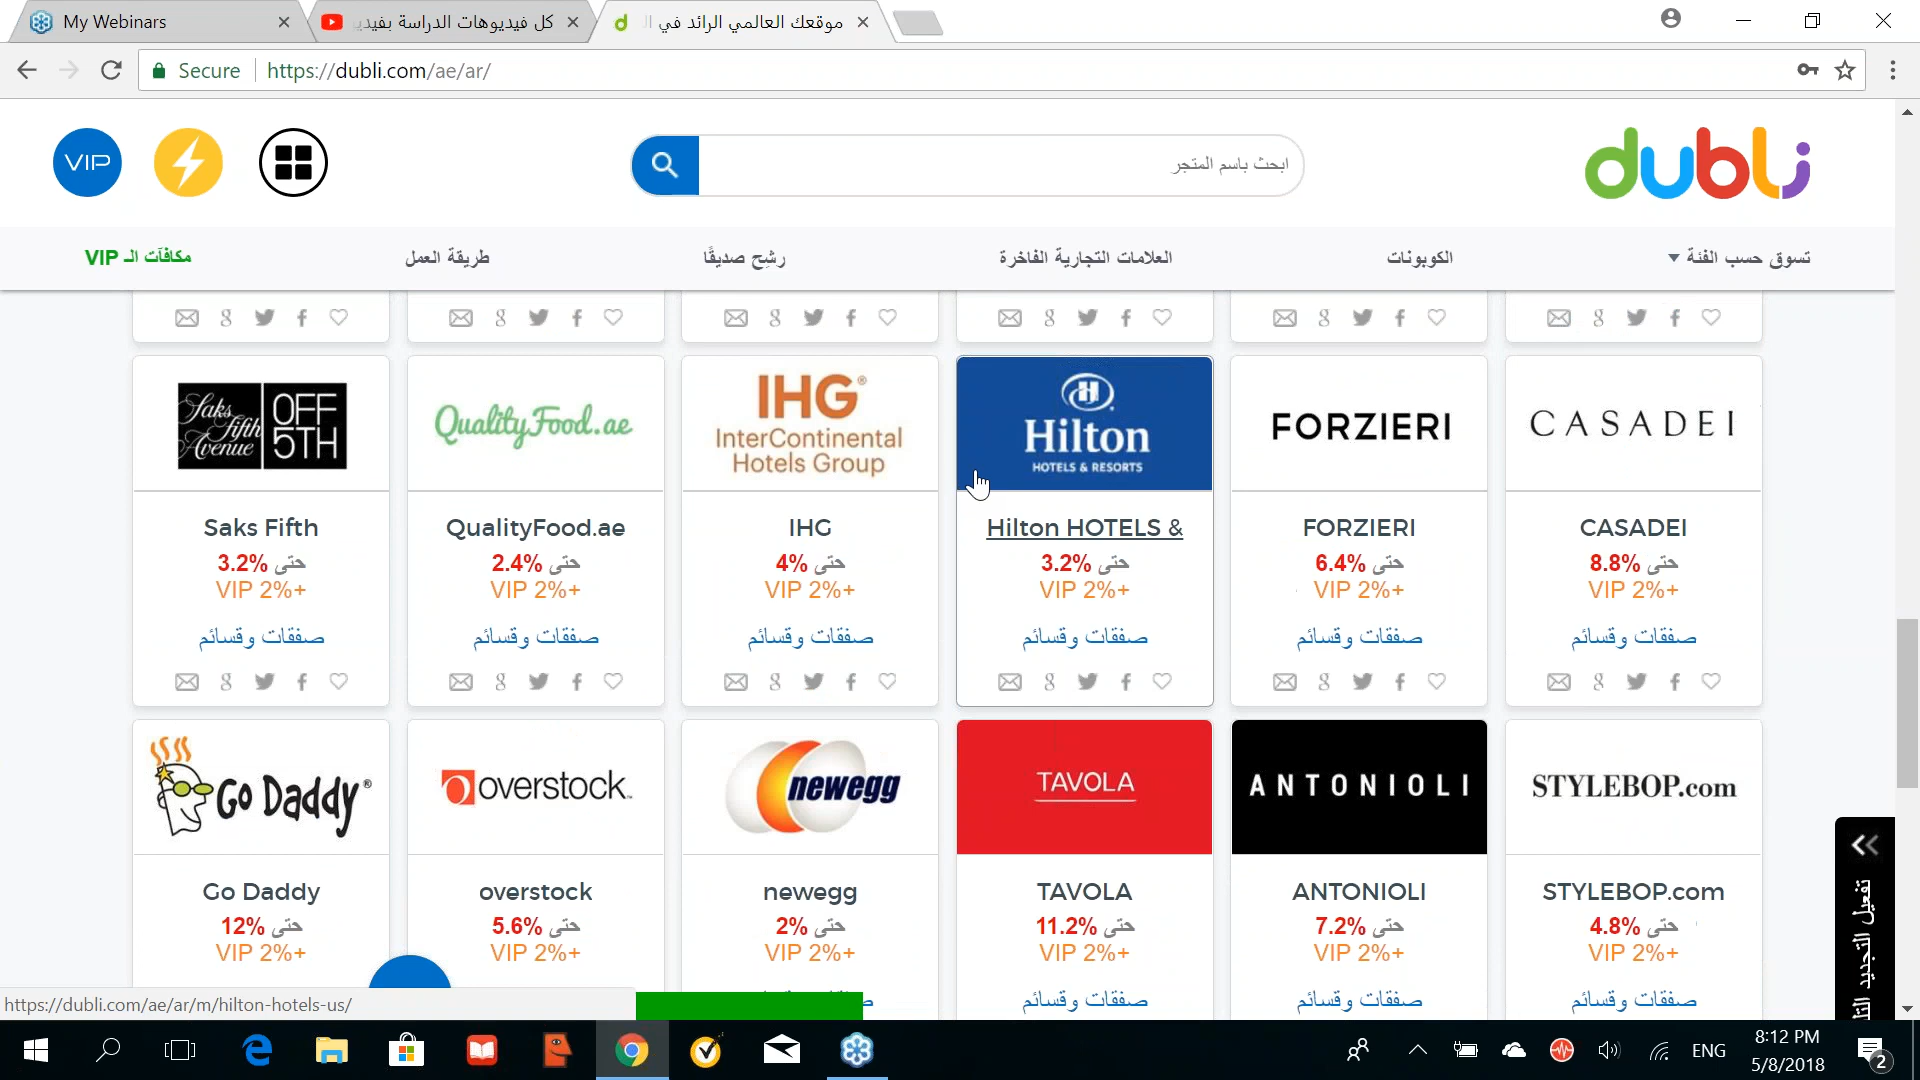 My Webinars
كل فيديوهات الدراسة بفيدي
موقعك العالمي الرائد في ال
Secure
https://dubli.com/ae/ar/
VIP
ابحث باسم المتجر
dubli
تسوق حسب الفئة
الكوبونات
العلامات التجارية الفاخرة
رشِح صديقًا
طريقة العمل
مكافآت الـ VIP
Saks Fifth Avenue OFF 5TH
QualityFood.ae
IHG®
InterContinental
Hotels Group
Hilton
HOTELS & RESORTS
FORZIERI
CASADEI
Saks Fifth
QualityFood.ae
IHG
Hilton HOTELS &
FORZIERI
CASADEI
حتى 3.2%
حتى 2.4%
حتى 4%
حتى 3.2%
حتى 6.4%
حتى 8.8%
VIP 2%+
VIP 2%+
VIP 2%+
VIP 2%+
VIP 2%+
VIP 2%+
صفقات وقسائم
صفقات وقسائم
صفقات وقسائم
صفقات وقسائم
صفقات وقسائم
صفقات وقسائم
Go Daddy®
overstock.
newegg
TAVOLA
ANTONIOLI
STYLEBOP.com
Go Daddy
overstock
newegg
TAVOLA
ANTONIOLI
STYLEBOP.com
حتى 12%
حتى 5.6%
حتى 2%
حتى 11.2%
حتى 7.2%
حتى 4.8%
VIP 2%+
VIP 2%+
VIP 2%+
VIP 2%+
VIP 2%+
VIP 2%+
صفقات وقسائم
صفقات وقسائم
صفقات وقسائم
تفعيل التجديد
https://dubli.com/ae/ar/m/hilton-hotels-us/
ENG
8:12 PM
5/8/2018
2